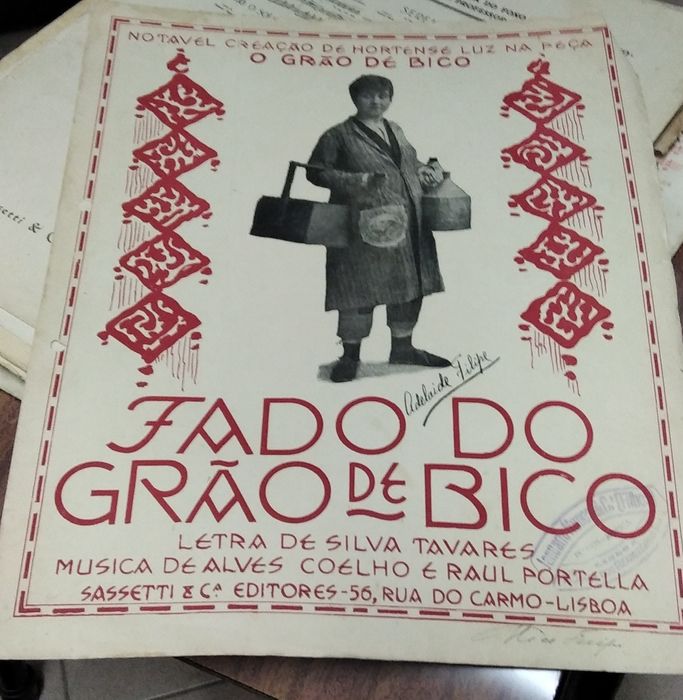 NOTAVEL CREAÇÃO DE HORTENSE LUZ NA PEÇA
O GRÃO DE BICO
Adelaide Filipe
FADO DO
GRÃO DE BICO
LETRA DE SILVA TAVARES
MUSICA DE ALVES COELHO E RAUL PORTELLA
SASSETTI & Cª EDITORES-56, RUA DO CARMO-LISBOA
PROFESSOR